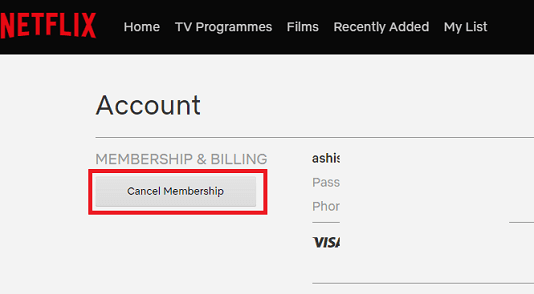 NETFLIX Home TV Programmes Films Recently Added My List
Account
MEMBERSHIP & BILLING ashis
Cancel Membership Pass
Phor
VISA